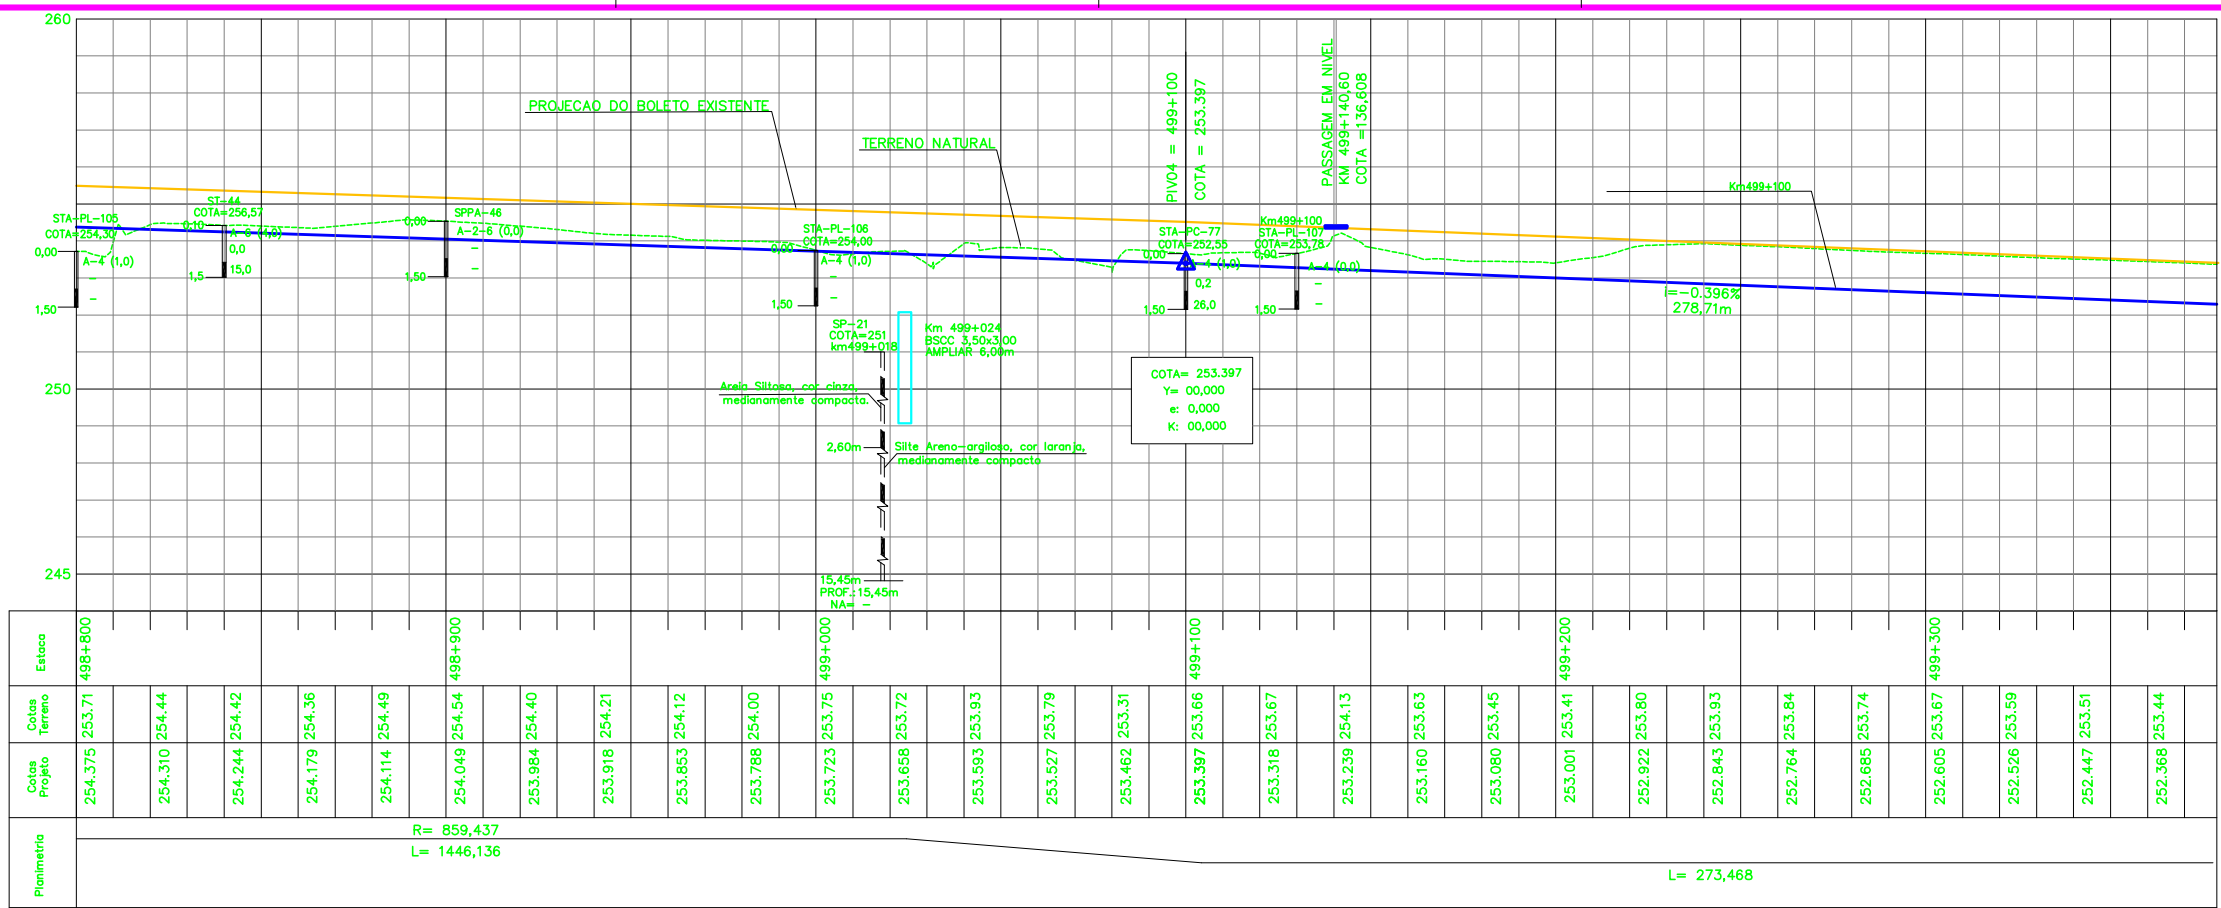 260
PROJECAO DO BOLETO EXISTENTE
TERRENO NATURAL
PIV04 = 499+100
COTA = 253.397
PASSAGEM EM NIVEL
KM 499+140,60
COTA =136,608
Km499+100
STA-PL-105
COTA=254,30
0,00
A-4 (1,0)
-
-
1,50
ST-44
COTA=256,57
0,10
A-6 (4,0)
0,0
15,0
1,5
SPPA-46
0,00
A-2-6 (0,0)
-
1,50
STA-PL-106
COTA=254,00
0,00
A-4 (1,0)
-
-
1,50
STA-PC-77
COTA=252,55
0,00
A-4 (1,0)
0,2
26,0
1,50
Km499+100
STA-PL-107
COTA=253,78
0,00
A-4 (0,0)
-
-
1,50
i=-0.396%
278,71m
SP-21
COTA=251
km499+018
Km 499+024
BSCC 3,50x3,00
AMPLIAR 6,00m
Areia Siltosa, cor cinza,
medianamente compacta.
2,60m
Silte Areno-argiloso, cor laranja,
medianamente compacto
15,45m
PROF.:15,45m
NA= -
COTA= 253.397
Y= 00,000
e: 0,000
K: 00,000
250
245
Estaca
498+800
498+900
499+000
499+100
499+200
499+300
Cotas
Terreno
253.71
254.44
254.42
254.36
254.49
254.54
254.40
254.21
254.12
254.00
253.75
253.72
253.93
253.79
253.31
253.66
253.67
254.13
253.63
253.45
253.41
253.80
253.93
253.84
253.74
253.67
253.59
253.51
253.44
Cotas
Projeto
254.375
254.310
254.244
254.179
254.114
254.049
253.984
253.918
253.853
253.788
253.723
253.658
253.593
253.527
253.462
253.397
253.318
253.239
253.160
253.080
253.001
252.922
252.843
252.764
252.685
252.605
252.526
252.447
252.368
Planimetria
R= 859,437
L= 1446,136
L= 273,468